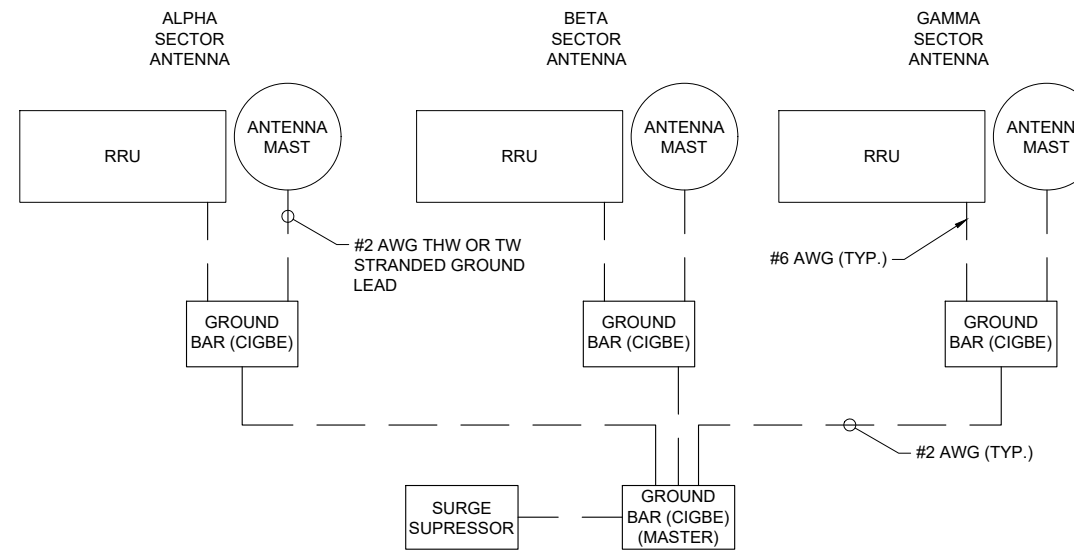 ALPHA
SECTOR
ANTENNA
BETA
SECTOR
ANTENNA
GAMMA
SECTOR
ANTENNA
RRU
ANTENNA
MAST
RRU
ANTENNA
MAST
RRU
ANTENN
MAST
#2 AWG THW OR TW
STRANDED GROUND
LEAD
#6 AWG (TYP.)
GROUND
BAR (CIGBE)
GROUND
BAR (CIGBE)
GROUND
BAR (CIGBE)
#2 AWG (TYP.)
SURGE
SUPRESSOR
GROUND
BAR (CIGBE)
(MASTER)